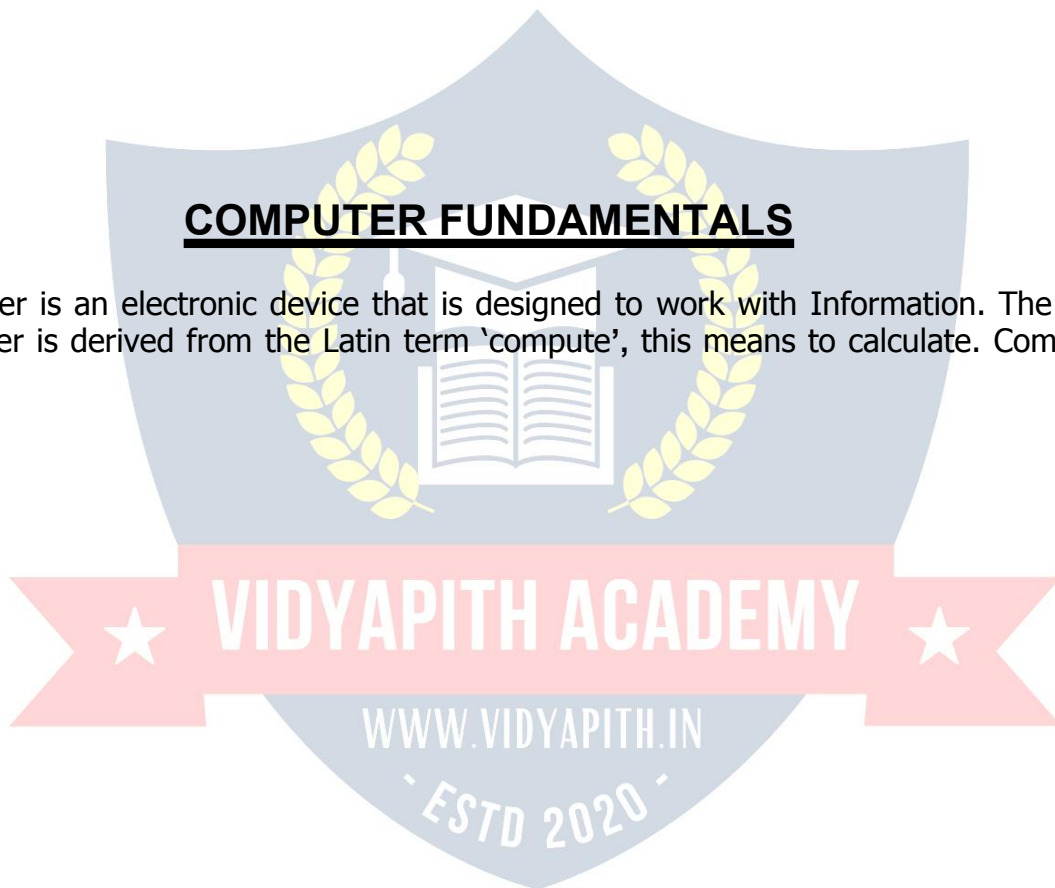 COMPUTER FUNDAMENTALS
er is an electronic device that is designed to work with Information. The
er is derived from the Latin term `compute’, this means to calculate. Com
VIDYAPITH ACADEMY
WWW.VIDYAPITH.IN
- ESTD 2020 -